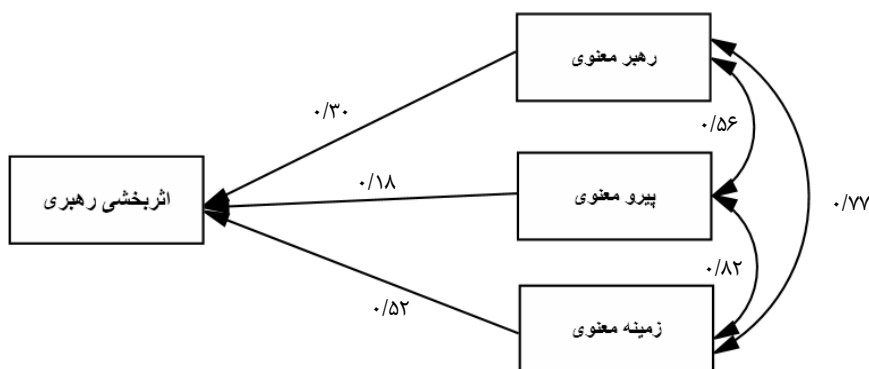 رهبر معنوی
۰/۳۰
۰/۵۶
پیرو معنوی
۰/۱۸
اثربخشی رهبری
۰/۷۷
۰/۸۲
۰/۵۲
زمینه معنوی